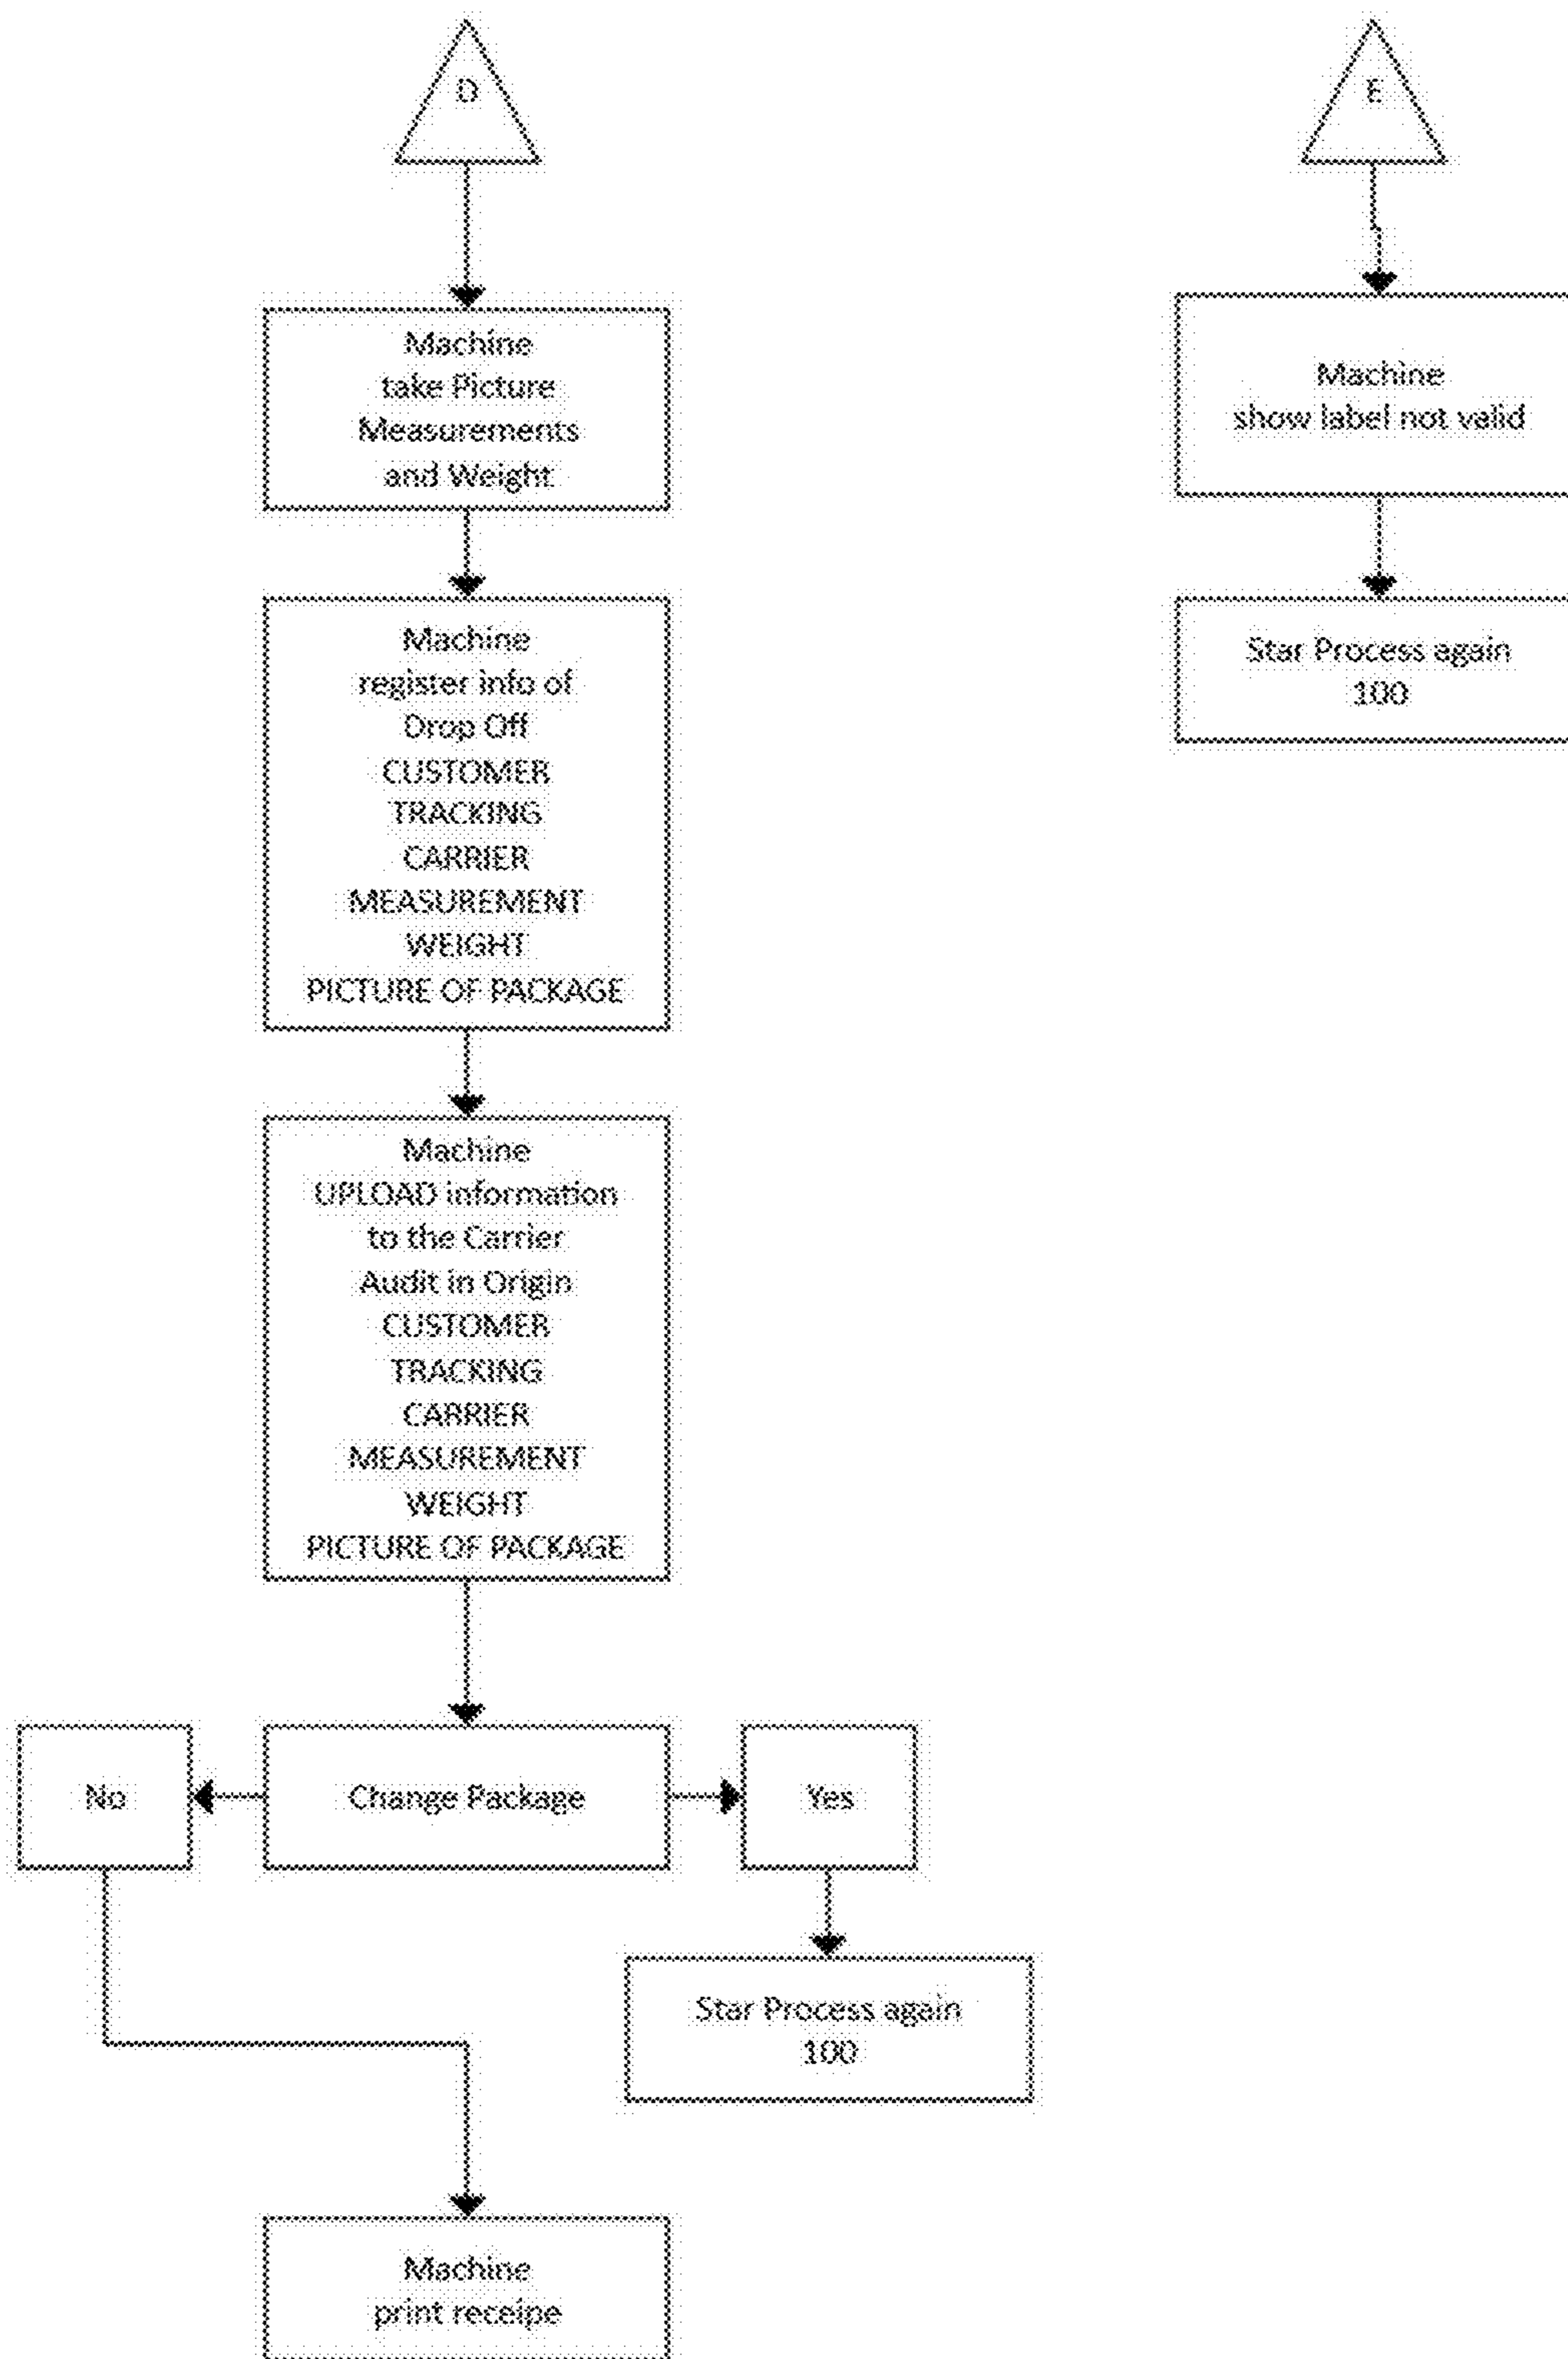 D
Machine
take Picture
Measurements
and Weight
Machine
register info of
Drop Off
CUSTOMER
TRACKING
CARRIER
MEASUREMENT
WEIGHT
PICTURE OF PACKAGE
Machine
UPLOAD information
to the Carrier
Audit in Origin
CUSTOMER
TRACKING
CARRIER
MEASUREMENT
WEIGHT
PICTURE OF PACKAGE
No
Change Package
Yes
Star Process again
100
Machine
print receipe
E
Machine
show label not valid
Star Process again
100